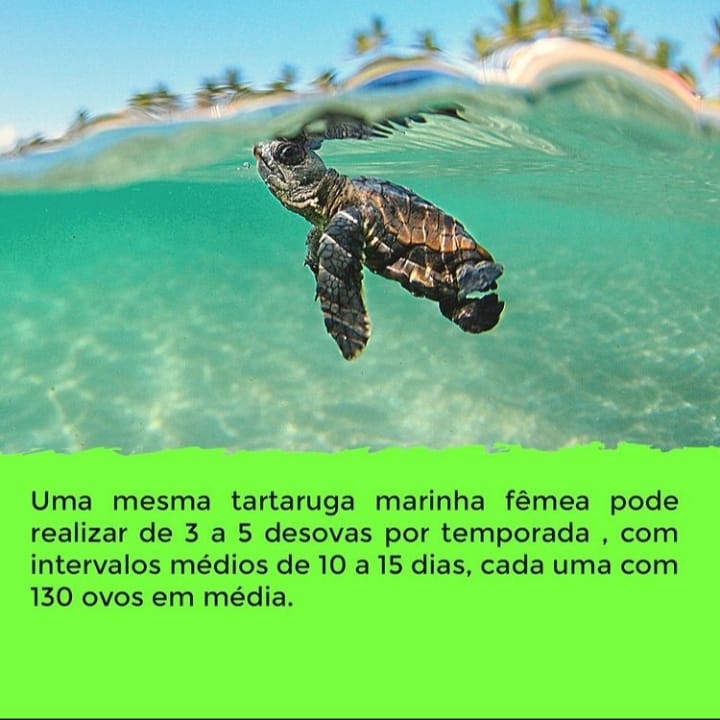 Uma mesma tartaruga marinha fêmea pode
realizar de 3 a 5 desovas por temporada , com
intervalos médios de 10 a 15 dias, cada uma com
130 ovos em média.